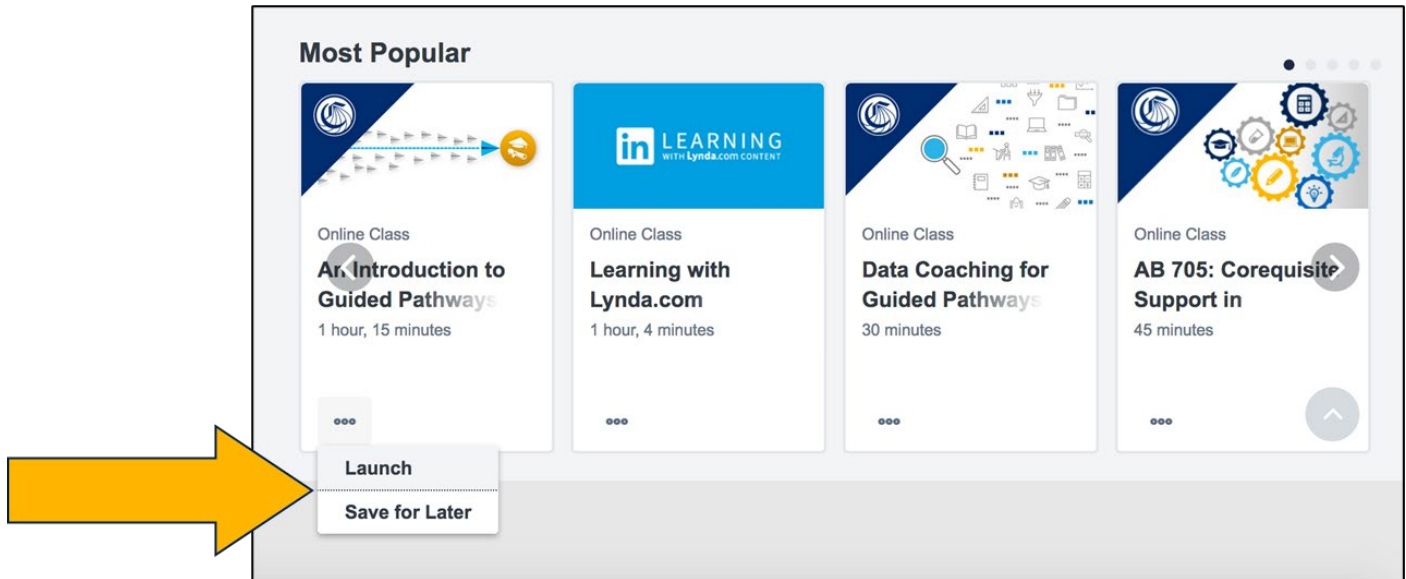 Most Popular
in LEARNING
WITH Lynda.com CONTENT
Online Class
An Introduction to
Guided Pathways
1 hour, 15 minutes
Online Class
Learning with
Lynda.com
1 hour, 4 minutes
Online Class
Data Coaching for
Guided Pathways
30 minutes
Online Class
AB 705: Corequisite
Support in
45 minutes
Launch
Save for Later